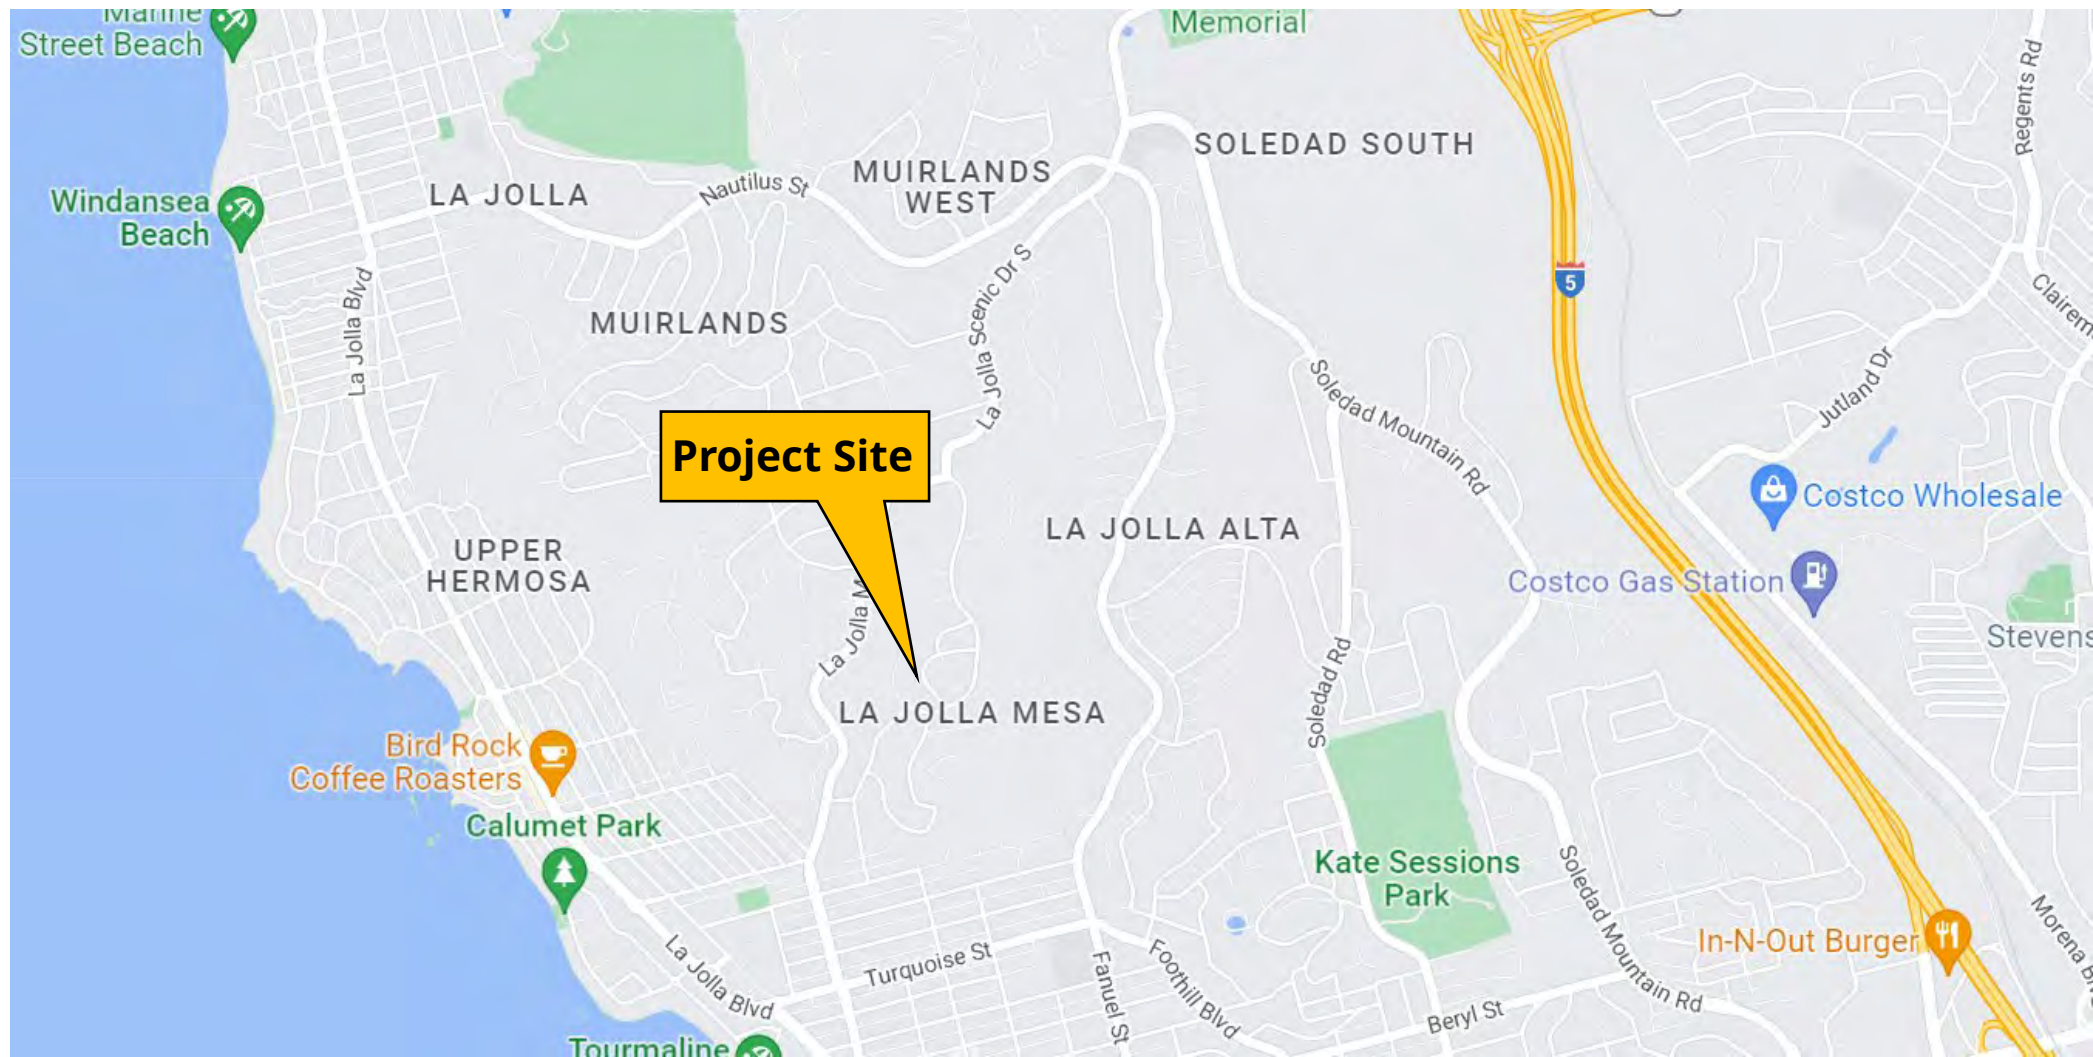 Marine
Street Beach
Memorial
Regents Rd
SOLEDAD SOUTH
MUIRLANDS
WEST
Nautilus St
LA JOLLA
Windansea
Beach
La Jolla Blvd
La Jolla Scenic Dr S
5
MUIRLANDS
Clairem
Jutland Dr
Soledad Mountain Rd
Project Site
Costco Wholesale
LA JOLLA ALTA
UPPER
HERMOSA
Costco Gas Station
La Jolla M
Stevens
Soledad Rd
LA JOLLA MESA
Bird Rock
Coffee Roasters
Calumet Park
Kate Sessions
Park
Soledad Mountain Rd
In-N-Out Burger
Morena B
La Jolla Blvd
Turquoise St
Fanuel St
Foothill Blvd
Beryl St
Tourmaline